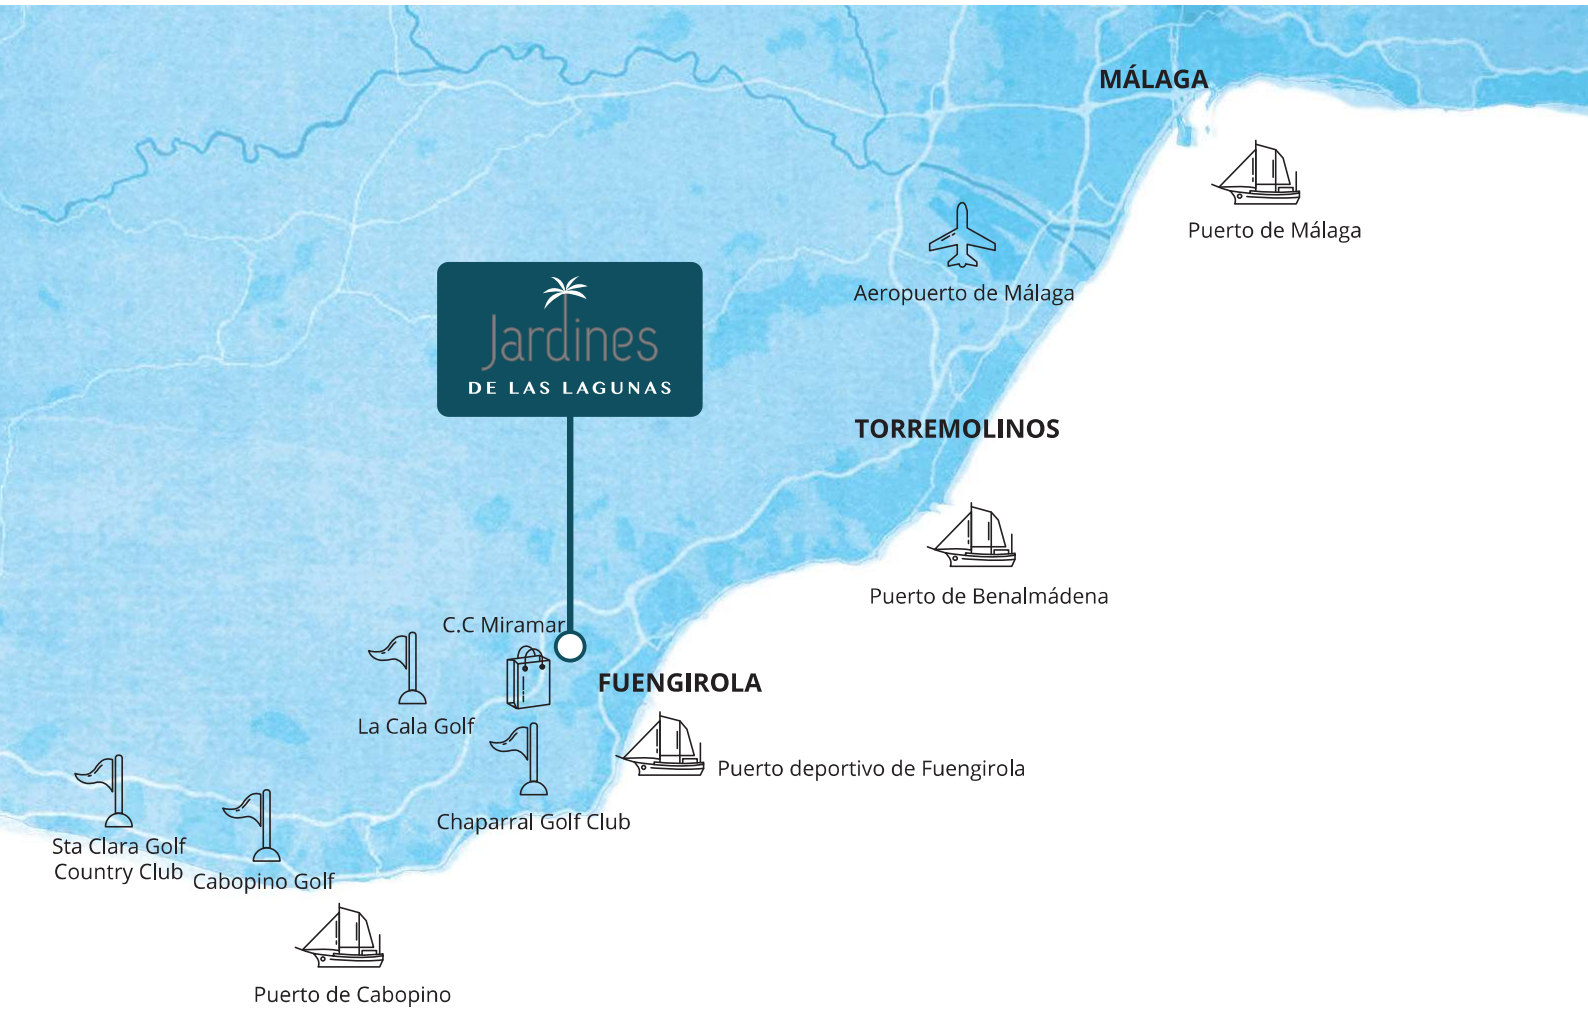 MÁLAGA
Puerto de Málaga
Aeropuerto de Málaga
Jardines
DE LAS LAGUNAS
TORREMOLINOS
Puerto de Benalmádena
C.C Miramar
FUENGIROLA
La Cala Golf
Puerto deportivo de Fuengirola
Chaparral Golf Club
Sta Clara Golf
Country Club
Cabopino Golf
Puerto de Cabopino